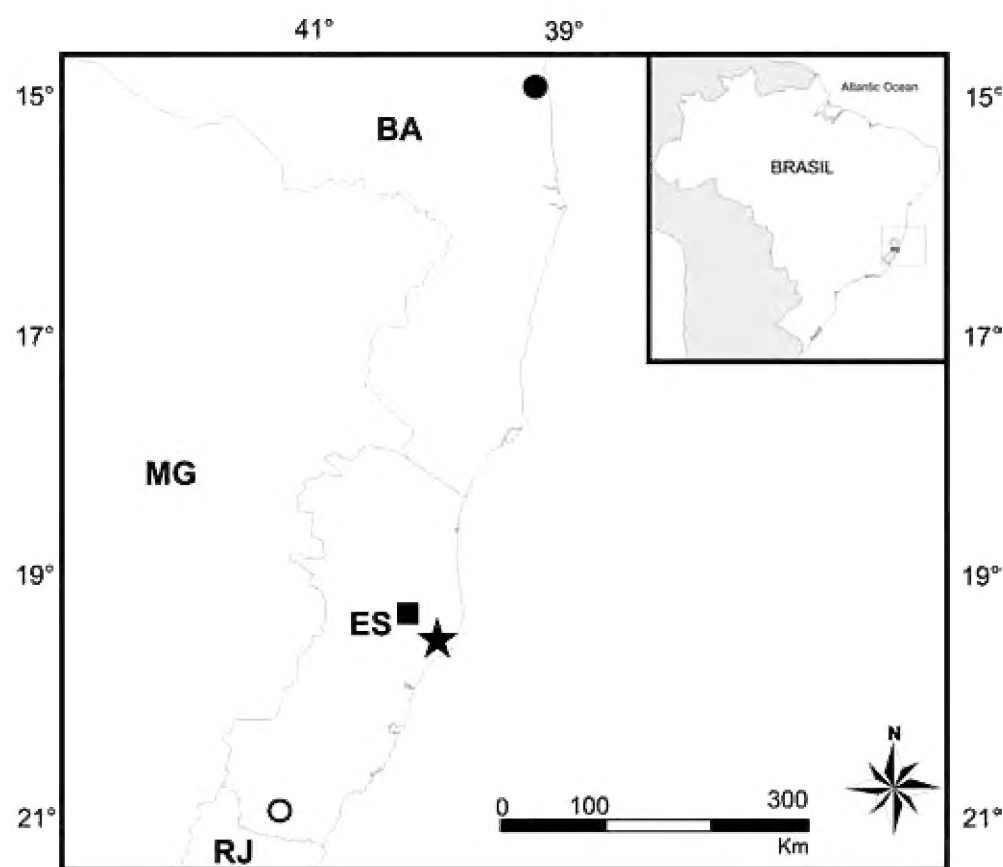 41° 39°
15° 15°
Atlantic Ocean
BA
BRASIL
17° 17°
MG
19° 19°
ES
N
0 100 300
Km
21° 21°
RJ